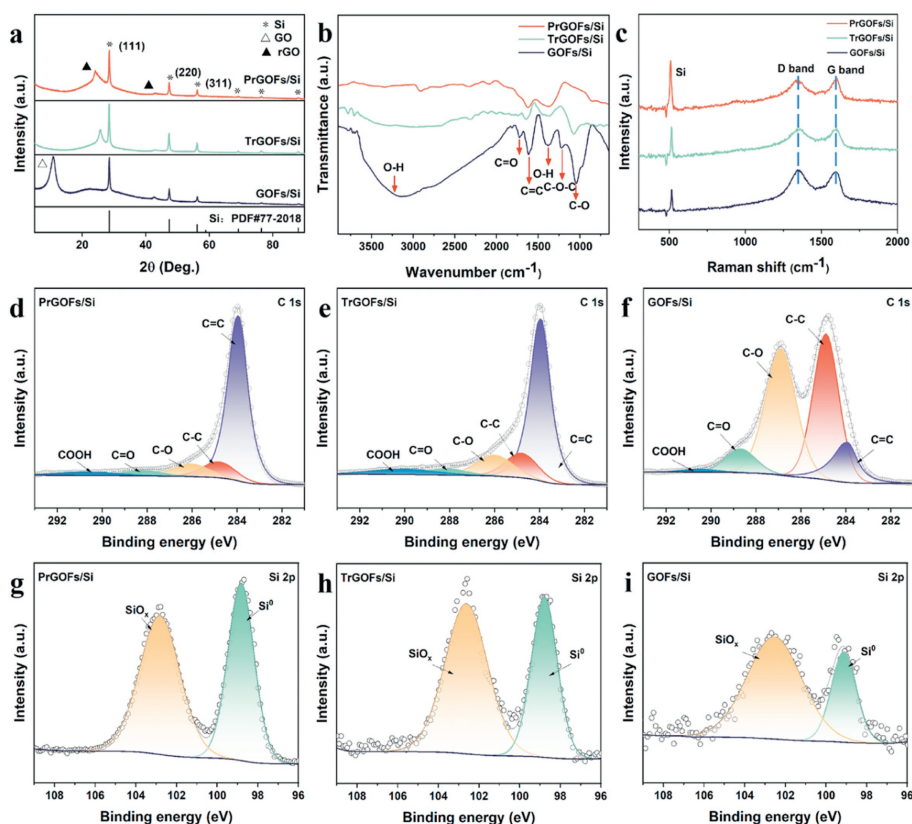 a
* Si
△ GO
▲ rGO
(111)
(220)
(311)
PrGOFs/Si
TrGOFs/Si
GOFs/Si
Si: PDF#77-2018
Intensity (a.u.)
20 40 60 80
2θ (Deg.)
b
PrGOFs/Si
TrGOFs/Si
GOFs/Si
O-H
C=O
C=C
O-H
C-O-C
C-O
Transmittance (a.u.)
3500 3000 2500 2000 1500 1000
Wavenumber (cm-1)
c
PrGOFs/Si
TrGOFs/Si
GOFs/Si
Si
D band
G band
Intensity (a.u.)
500 1000 1500 2000
Raman shift (cm-1)
d
PrGOFs/Si
C 1s
C=C
C-C
C-O
C=O
COOH
Intensity (a.u.)
292 290 288 286 284 282
Binding energy (eV)
e
TrGOFs/Si
C 1s
C-C
C-O
C=O
COOH
C=C
Intensity (a.u.)
292 290 288 286 284 282
Binding energy (eV)
f
GOFs/Si
C 1s
C-C
C-O
C=O
COOH
C=C
Intensity (a.u.)
292 290 288 286 284 282
Binding energy (eV)
g
PrGOFs/Si
Si 2p
SiOx
Si0
Intensity (a.u.)
108 106 104 102 100 98 96
Binding energy (eV)
h
TrGOFs/Si
Si 2p
SiOx
Si0
Intensity (a.u.)
108 106 104 102 100 98 96
Binding energy (eV)
i
GOFs/Si
Si 2p
SiOx
Si0
Intensity (a.u.)
108 106 104 102 100 98 96
Binding energy (eV)